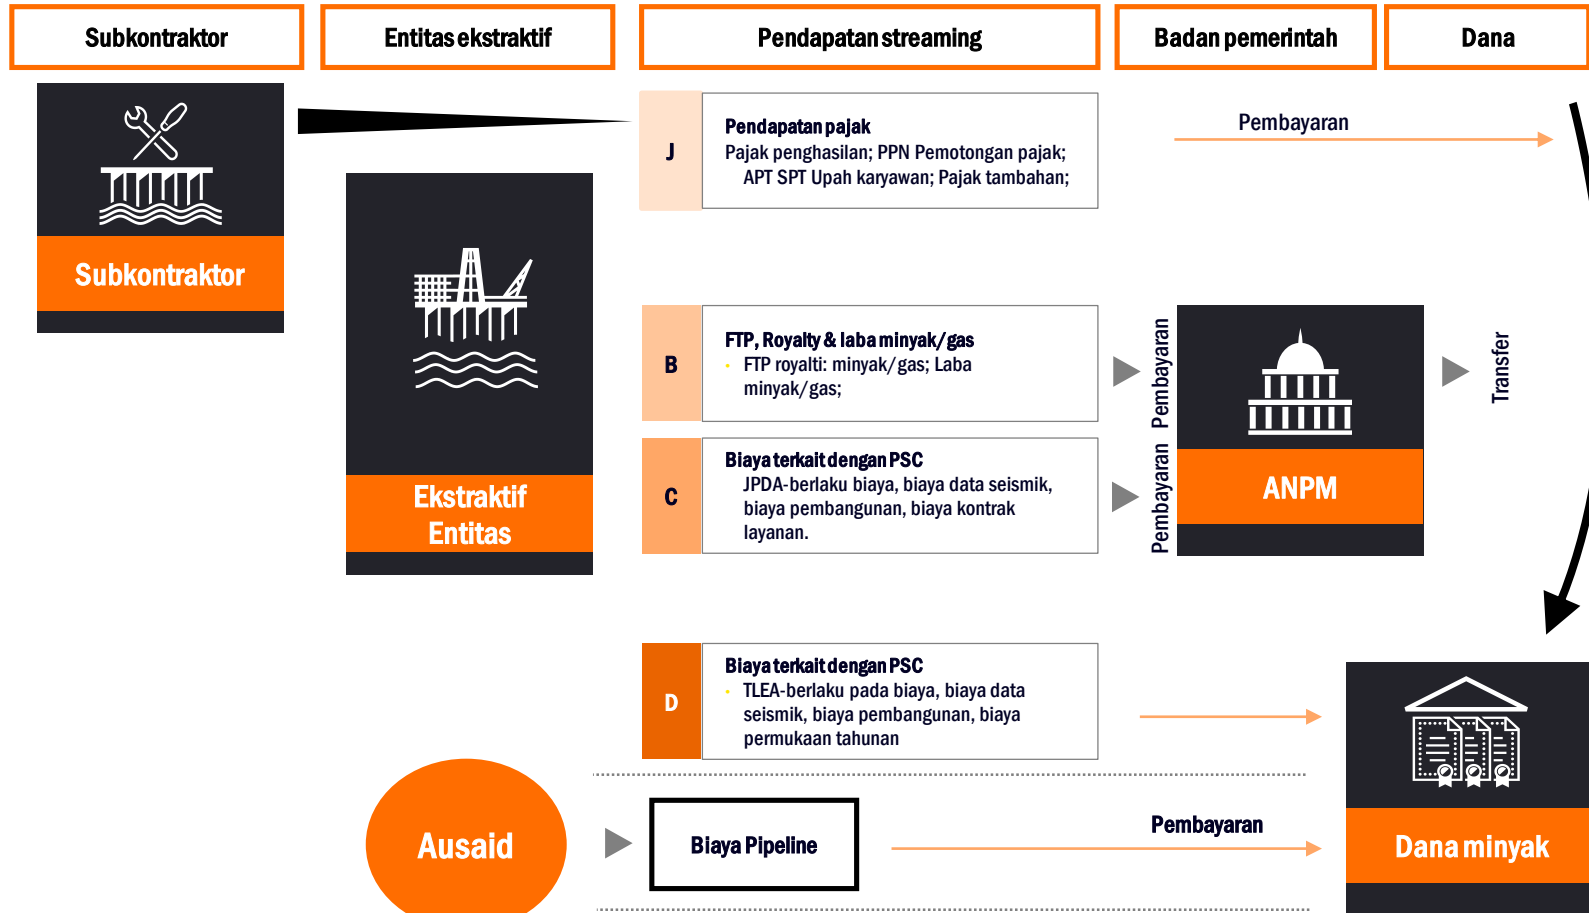 Subkontraktor
Entitas ekstraktif
Pendapatan streaming
Badan pemerintah
Dana
Subkontraktor
Ekstraktif
Entitas
J
Pendapatan pajak
Pajak penghasilan; PPN Pemotongan pajak;
APT SPT Upah karyawan; Pajak tambahan;
Pembayaran
B
FTP, Royalty & laba minyak/gas
• FTP royalti: minyak/gas; Laba
minyak/gas;
Pembayaran
C
Biaya terkait dengan PSC
JPDA-berlaku biaya, biaya data seismik,
biaya pembangunan, biaya kontrak
layanan.
Pembayaran
ANPM
Transfer
D
Biaya terkait dengan PSC
• TLEA-berlaku pada biaya, biaya data
seismik, biaya pembangunan, biaya
permukaan tahunan
Ausaid
Biaya Pipeline
Pembayaran
Dana minyak